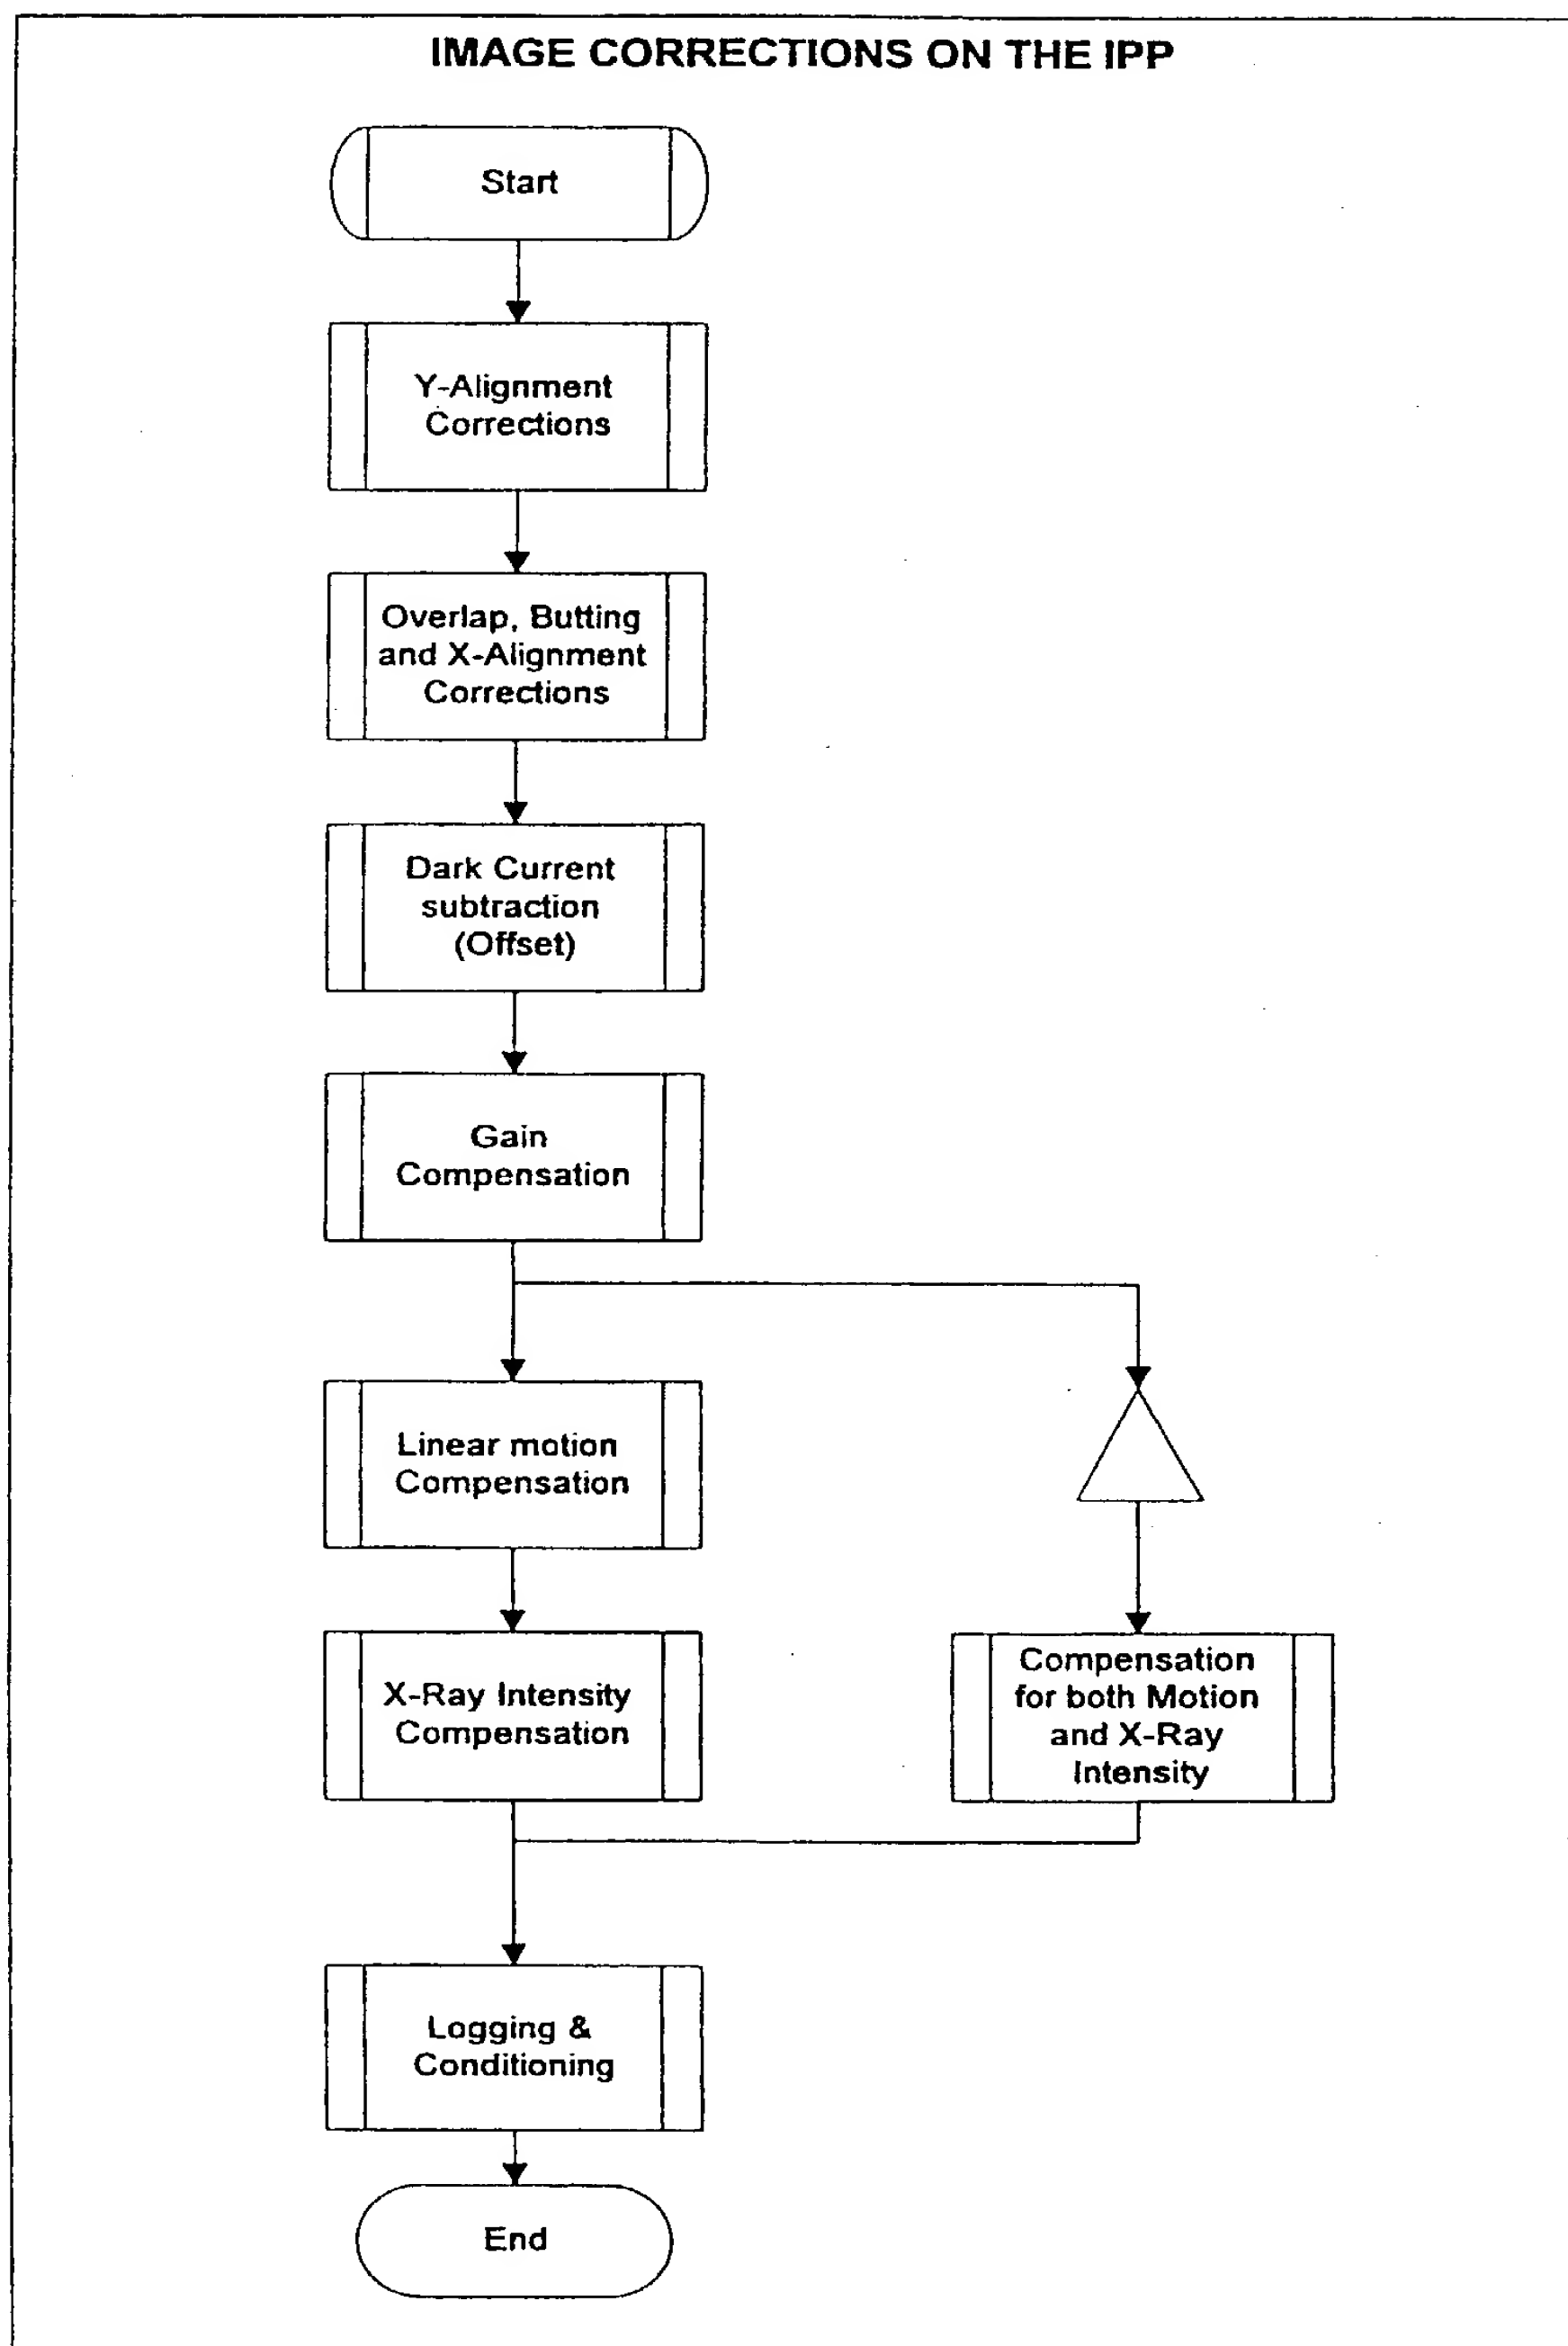 IMAGE CORRECTIONS ON THE IPP
Start
Y-Alignment
Corrections
Overlap, Butting
and X-Alignment
Corrections
Dark Current
subtraction
(Offset)
Gain
Compensation
Linear motion
Compensation
X-Ray Intensity
Compensation
Compensation
for both Motion
and X-Ray
Intensity
Logging &
Conditioning
End